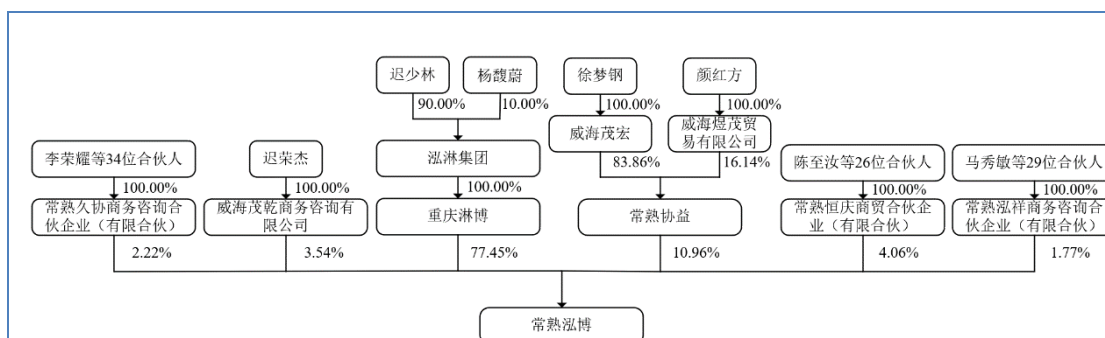 迟少林
杨馥蔚
徐梦钢
颜红方
90.00%
10.00%
100.00%
100.00%
李荣耀等34位合伙人
迟荣杰
泓淋集团
威海茂宏
威海煜茂贸
易有限公司
陈至汝等26位合伙人
马秀敏等29位合伙人
100.00%
100.00%
100.00%
83.86%
16.14%
100.00%
100.00%
常熟久协商务咨询合
伙企业（有限合伙）
威海茂乾商务咨询有
限公司
重庆淋博
常熟协益
常熟恒庆商贸合伙企
业（有限合伙）
常熟泓祥商务咨询合
伙企业（有限合伙）
2.22%
3.54%
77.45%
10.96%
4.06%
1.77%
常熟泓博